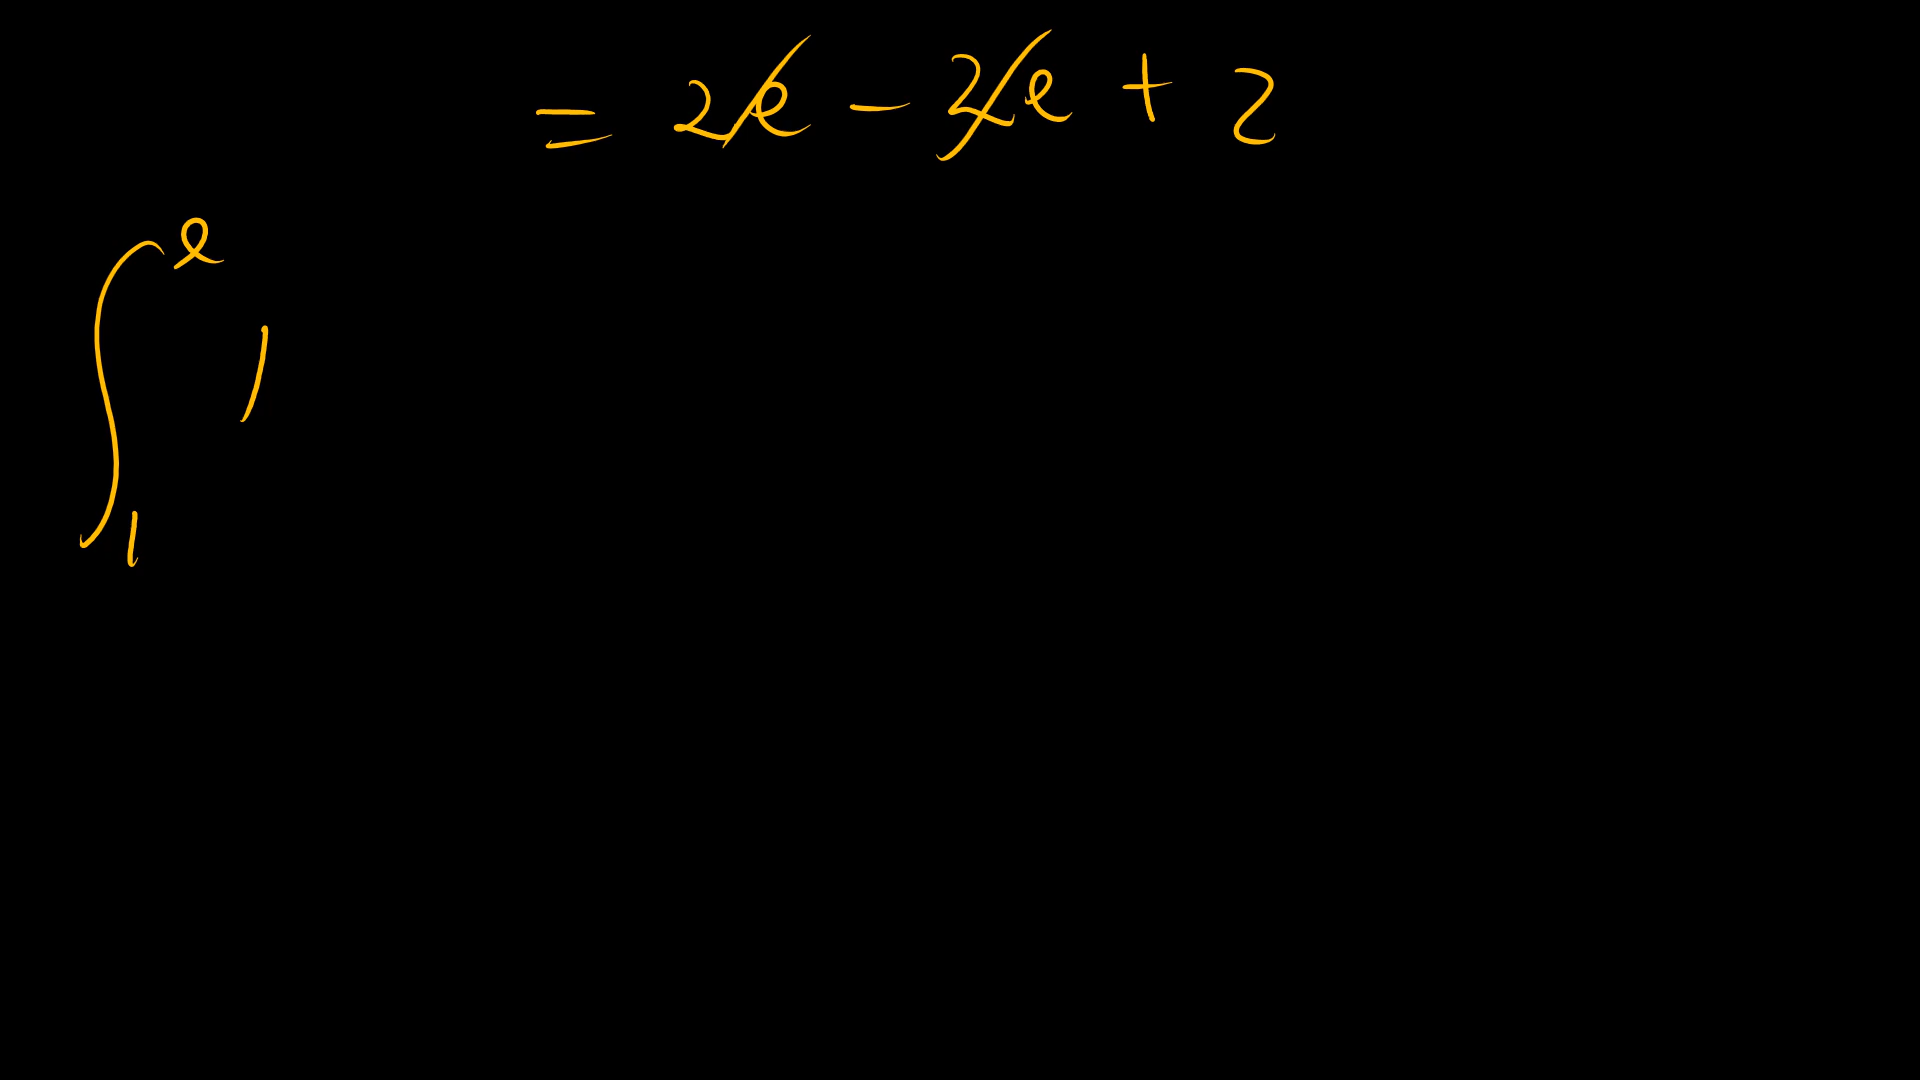 = 2e - 2e + 2
∫₁ᵉ 1